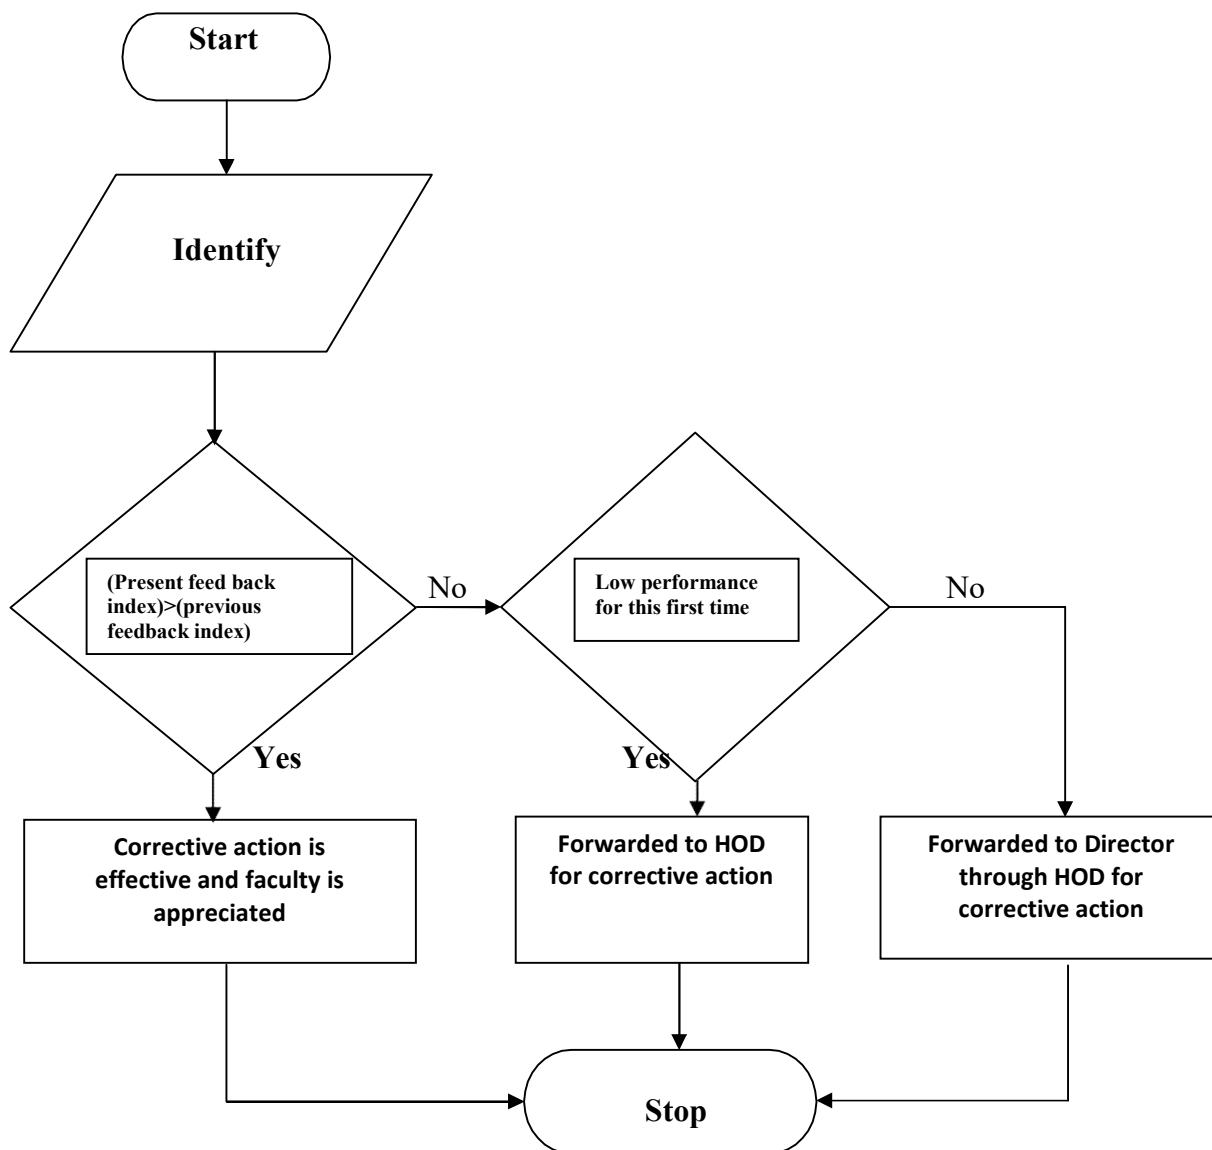 Start
Identify
(Present feed back
index)>(previous
feedback index)
No
Low performance
for this first time
No
Yes
Yes
Corrective action is
effective and faculty is
appreciated
Forwarded to HOD
for corrective action
Forwarded to Director
through HOD for
corrective action
Stop